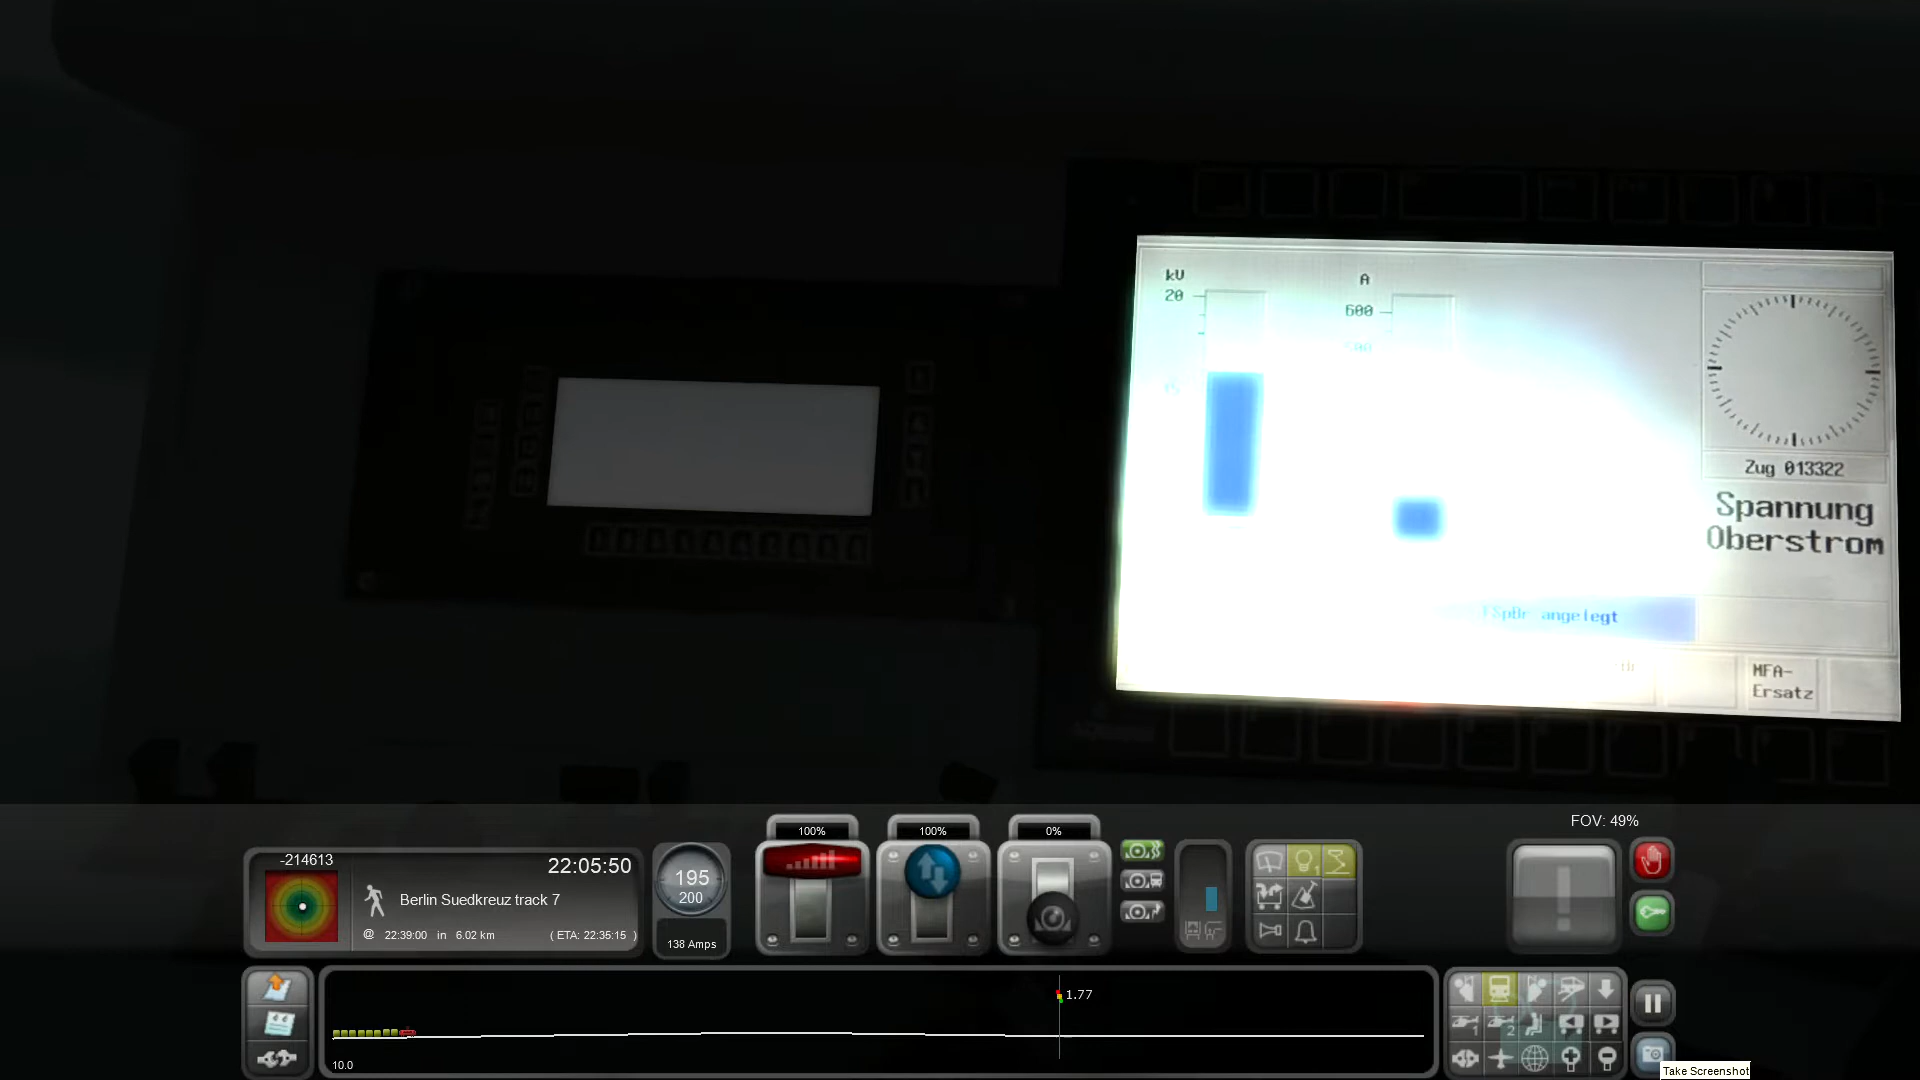 kV
A
20
600
Zug 013322
Spannung
Oberstrom
angelegt
MFA-
Ersatz
FOV: 49%
100%
100%
0%
-214613
22:05:50
Berlin Suedkreuz track 7
@ 22:39:00 in 6.02 km ( ETA: 22:35:15 )
195
200
138 Amps
1.77
10.0
1
2
Take Screenshot